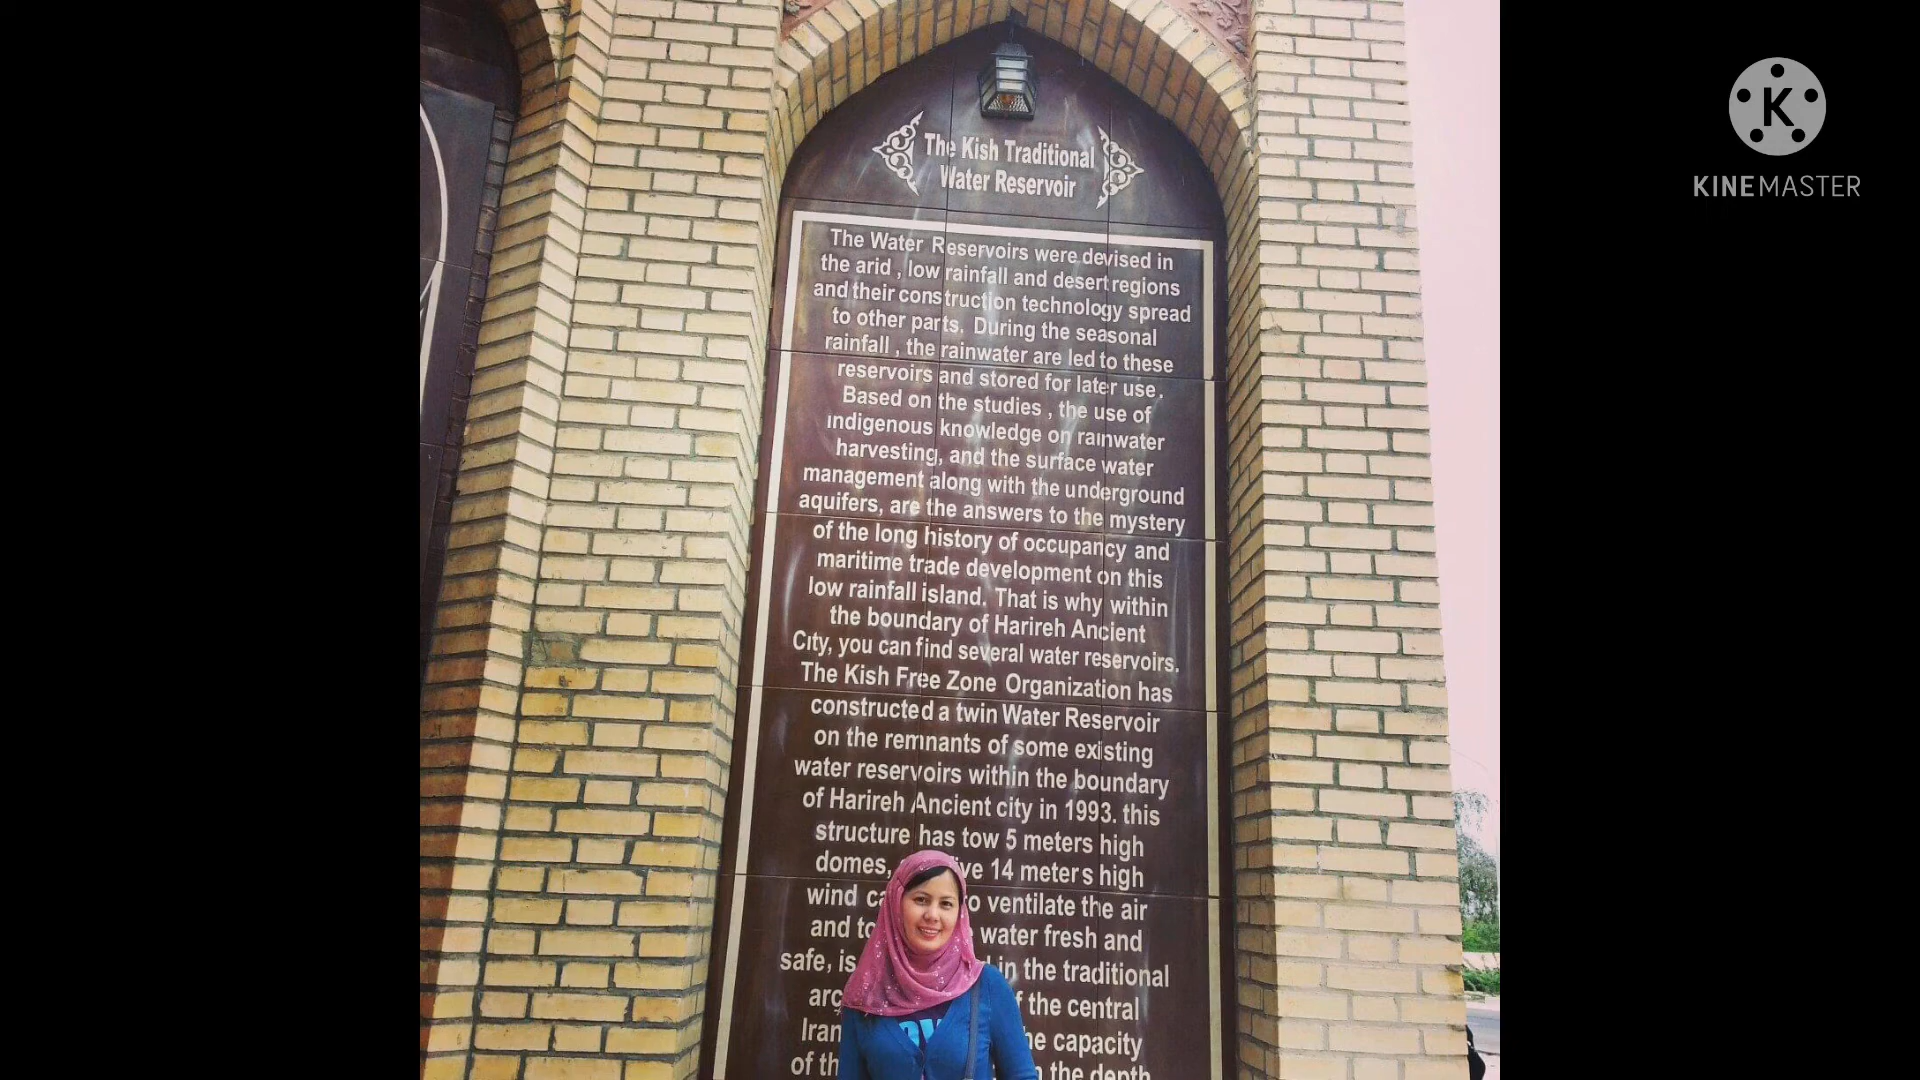 The Kish Traditional
Water Reservoir
The Water Reservoirs were devised in
the arid , low rainfall and desert regions
and their construction technology spread
to other parts. During the seasonal
rainfall , the rainwater are led to these
reservoirs and stored for later use.
Based on the studies , the use of
indigenous knowledge on rainwater
harvesting, and the surface water
management along with the underground
aquifers, are the answers to the mystery
of the long history of occupancy and
maritime trade development on this
low rainfall island. That is why within
the boundary of Harireh Ancient
City, you can find several water reservoirs.
The Kish Free Zone Organization has
constructed a twin Water Reservoir
on the remnants of some existing
water reservoirs within the boundary
of Harireh Ancient city in 1993. this
structure has tow 5 meters high
domes, 14 meters high
wind to ventilate the air
and water fresh and
safe, is in the traditional
of the central
Iran capacity
of the depth
K
KINEMASTER